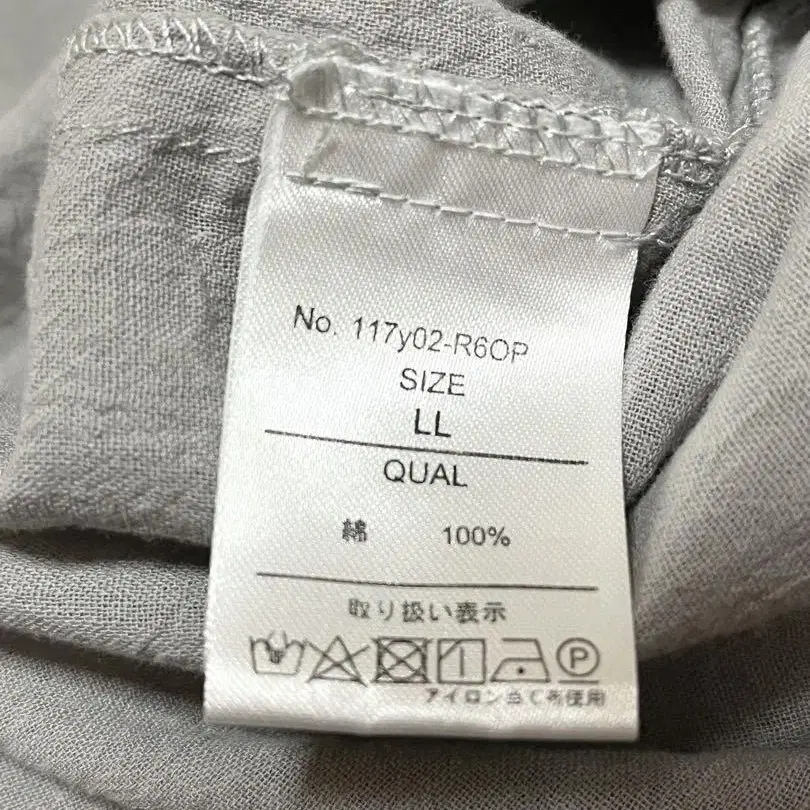 No. 117y02-R6OP
SIZE
LL
QUAL
綿 100%
取り扱い表示
P
アイロン当て布使用